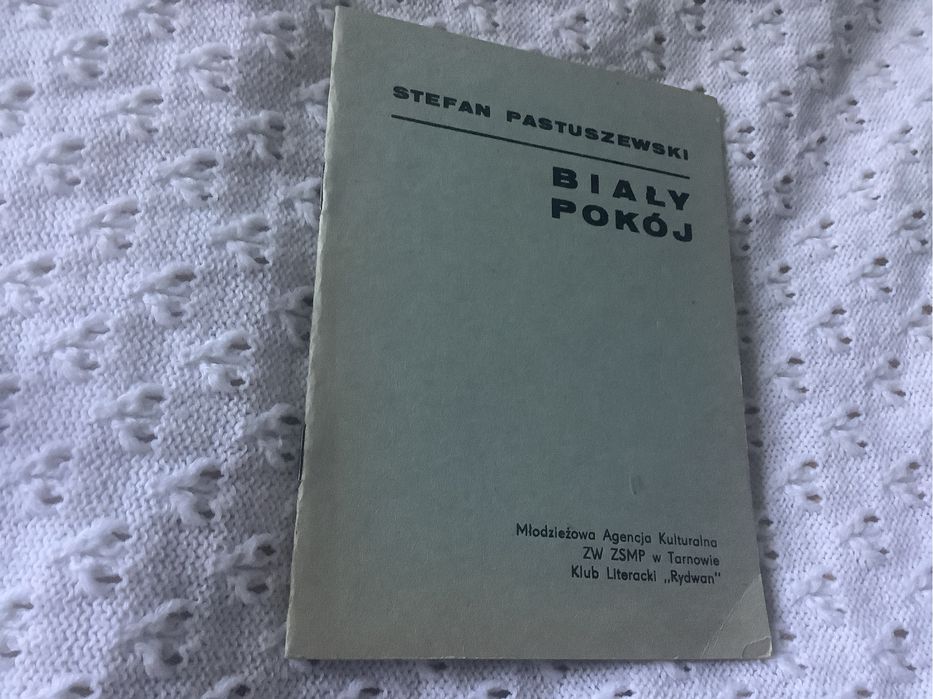 STEFAN PASTUSZEWSKI
BIAŁY
POKÓJ
Młodzieżowa Agencja Kulturalna
ZW ZSMP w Tarnowie
Klub Literacki „Rydwan"